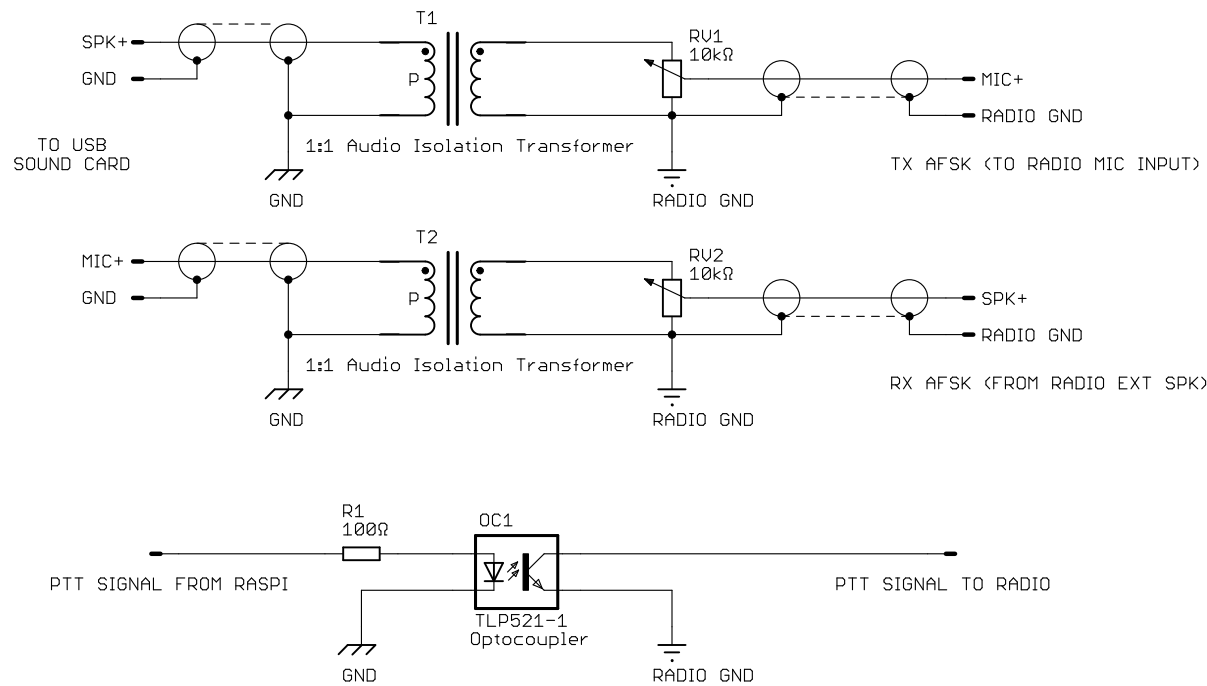 T1
SPK+
GND
P
RV1
10kΩ
MIC+
RADIO GND
TO USB
SOUND CARD
1:1 Audio Isolation Transformer
TX AFSK (TO RADIO MIC INPUT)
GND
RADIO GND
T2
MIC+
GND
P
RV2
10kΩ
SPK+
RADIO GND
1:1 Audio Isolation Transformer
RX AFSK (FROM RADIO EXT SPK)
GND
RADIO GND
R1
100Ω
OC1
PTT SIGNAL FROM RASPI
PTT SIGNAL TO RADIO
TLP521-1
Optocoupler
GND
RADIO GND